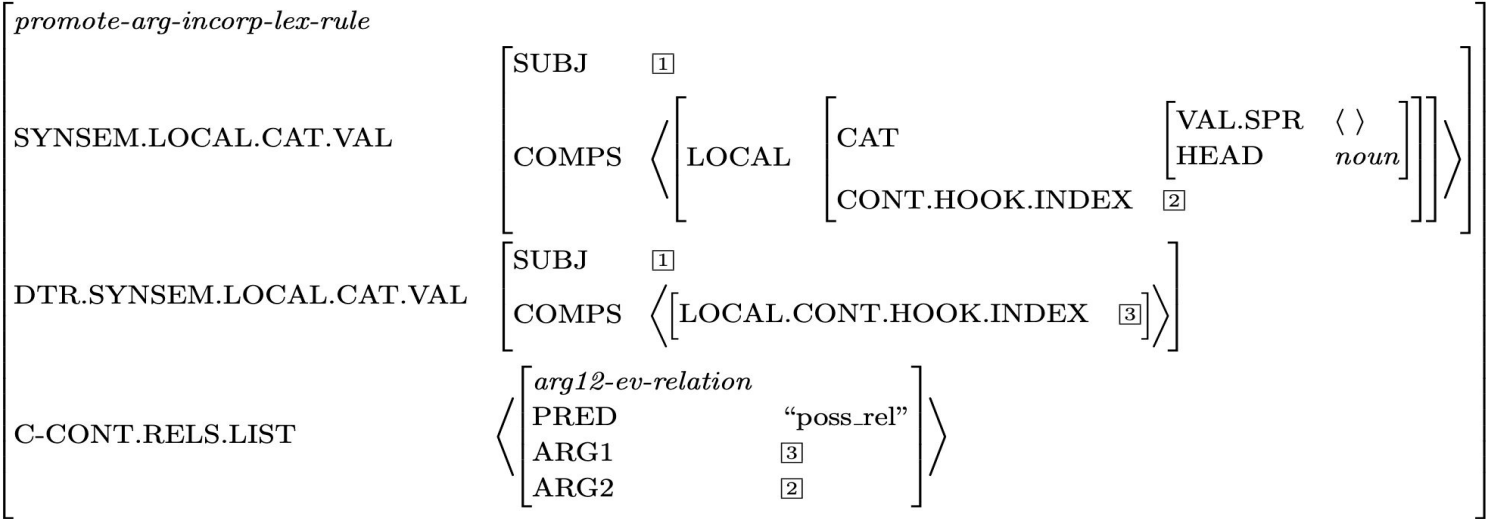 promote-arg-incorp-lex-rule
SYNSEM.LOCAL.CAT.VAL
SUBJ 1
COMPS ⟨ LOCAL
CAT
VAL.SPR ⟨ ⟩
HEAD noun
CONT.HOOK.INDEX 2 ⟩
DTR.SYNSEM.LOCAL.CAT.VAL
SUBJ 1
COMPS ⟨[LOCAL.CONT.HOOK.INDEX 3]⟩
C-CONT.RELS.LIST
arg12-ev-relation
PRED “poss_rel”
ARG1 3
ARG2 2